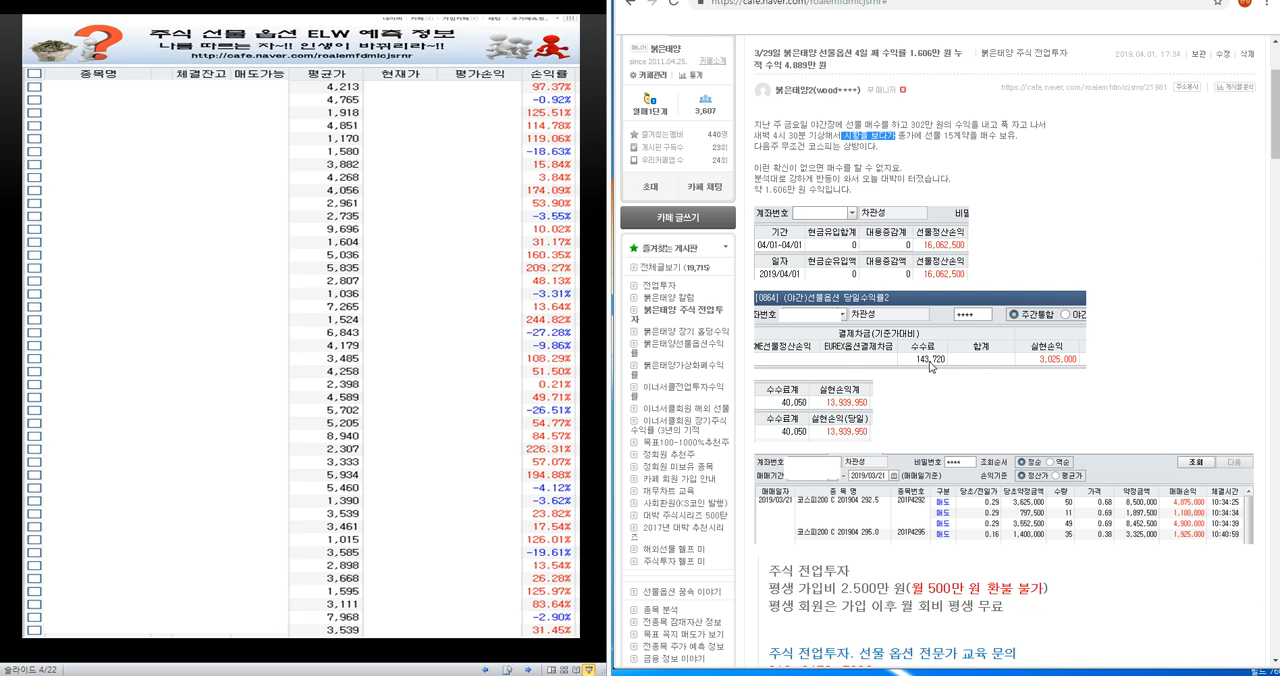 주식 선물 옵션 ELW 예측 정보
나를 따르는 자~!! 인생이 바뀌리라~!!
http://cafe.naver.com/roalemfdmlcjsrnr
종목명 체결잔고 매도가능 평균가 현재가 평가손익 손익률
4,213 97.37%
4,765 -0.92%
1,918 125.51%
4,851 114.78%
1,170 119.06%
1,580 -18.63%
3,882 15.84%
4,268 3.84%
4,056 174.09%
2,961 53.90%
2,735 -3.55%
9,696 10.02%
1,604 31.17%
5,036 160.35%
5,835 209.27%
2,807 48.13%
1,036 -3.31%
7,265 13.64%
1,524 244.82%
6,843 -27.28%
4,179 -9.86%
3,485 108.29%
4,258 51.50%
2,398 0.21%
4,589 49.71%
5,702 -26.51%
5,205 54.77%
8,940 84.57%
2,307 226.31%
3,333 57.07%
5,934 194.88%
5,460 -4.12%
1,390 -3.62%
3,539 23.82%
3,461 17.54%
1,015 126.01%
3,585 -19.61%
2,898 13.54%
3,668 26.28%
1,595 125.97%
3,111 83.64%
7,968 -2.90%
3,539 31.45%
슬라이드 4/22
https://cafe.naver.com/roalemfdmlcjsrnr#
매니저 붉은태양
since 2011.04.25. 카페소개
카페관리 통계
열매1단계 3,607
즐겨찾는멤버 440명
게시판 구독수 23회
우리카페앱 수 24회
초대 카페 채팅
카페 글쓰기
즐겨찾는 게시판
전체글보기 (19,715)
전업투자
붉은태양 칼럼
붉은태양 주식 전업투
자
붉은태양 장기 홀딩수익
붉은태양선물옵션수익
률
붉은태양가상화폐수익
률
이너서클전업투자수익
률
이너서클회원 해외 선물
이너서클회원 장기주식
수익률 (3년의 기적
목표100-1000%추천주
정회원 추천주
정회원 미보유 종목
카페 회원 가입 안내
재무차트 교육
사회환원(KS코인 발행)
대박 주식시리즈 500탄
2017년 대박 추천시리
즈
해외선물 헬프 미
주식투자 헬프 미
선물옵션 꿈속 이야기
종목 분석
전종목 잠재자산 정보
목표 쪽지 매도가 보기
전종목 주가 예측 정보
금융 정보 이야기
3/29일 붉은태양 선물옵션 4일 째 수익률 1.606만 원 누
적 수익 4.889만 원
붉은태양 주식 전업투자
2019.04.01. 17:34 보관 수정 삭제
붉은태양2(wood****) 부매니저
https://cafe.naver.com/roalemfdmlcjsrnr/21981 주소복사 게시글 분석
지난 주 금요일 야간장에 선물 매수를 하고 302만 원의 수익을 내고 푹 자고 나서
새벽 4시 30분 기상해서 시황을 보다가 종가에 선물 15계약을 매수 보유.
다음주 무조건 코스피는 상방이다.
이런 확신이 없으면 매수를 할 수 없지요.
분석대로 강하게 반등이 와서 오늘 대박이 터졌습니다.
약 1.606만 원 수익입니다.
계좌번호 차관성 비밀
기간 현금유입합계 대용증감계 선물정산손익
04/01-04/01 0 0 16,062,500
일자 현금순유입액 대용증감액 선물정산손익
2019/04/01 0 0 16,062,500
[0864] (야간)선물옵션 당일수익률2
좌번호 차관성 **** 주간통합 야간
결제차금(기준가대비)
ME선물정산손익 EUREX옵션결제차금 수수료 합계 실현손익
143,720 3,025,000
수수료계 실현손익계
40,050 13,939,950
수수료계 실현손익(당일)
40,050 13,939,950
계좌번호 차관성 비밀번호 **** 조회순서 정순 역순 조회 다음
매매기간 2019/03/21 (매매일기준) 손익기준 정산가 평균가
매매일자 종 목 명 종목번호 구분 당초/전일가 당초약정금액 수량 가격 약정금액 매매손익 체결시간
2019/03/21 코스피200 C 201904 292.5 201P4292 매도 0.29 3,625,000 50 0.68 8,500,000 4,875,000 10:34:25
매도 0.29 797,500 11 0.69 1,897,500 1,100,000 10:34:34
매도 0.29 3,552,500 49 0.69 8,452,500 4,900,000 10:34:39
코스피200 C 201904 295.0 201P4295 매도 0.16 1,400,000 35 0.38 3,325,000 1,925,000 10:40:59
주식 전업투자
평생 가입비 2.500만 원(월 500만 원 환불 불가)
평생 회원은 가입 이후 월 회비 평생 무료
주식 전업투자. 선물 옵션 전문가 교육 문의